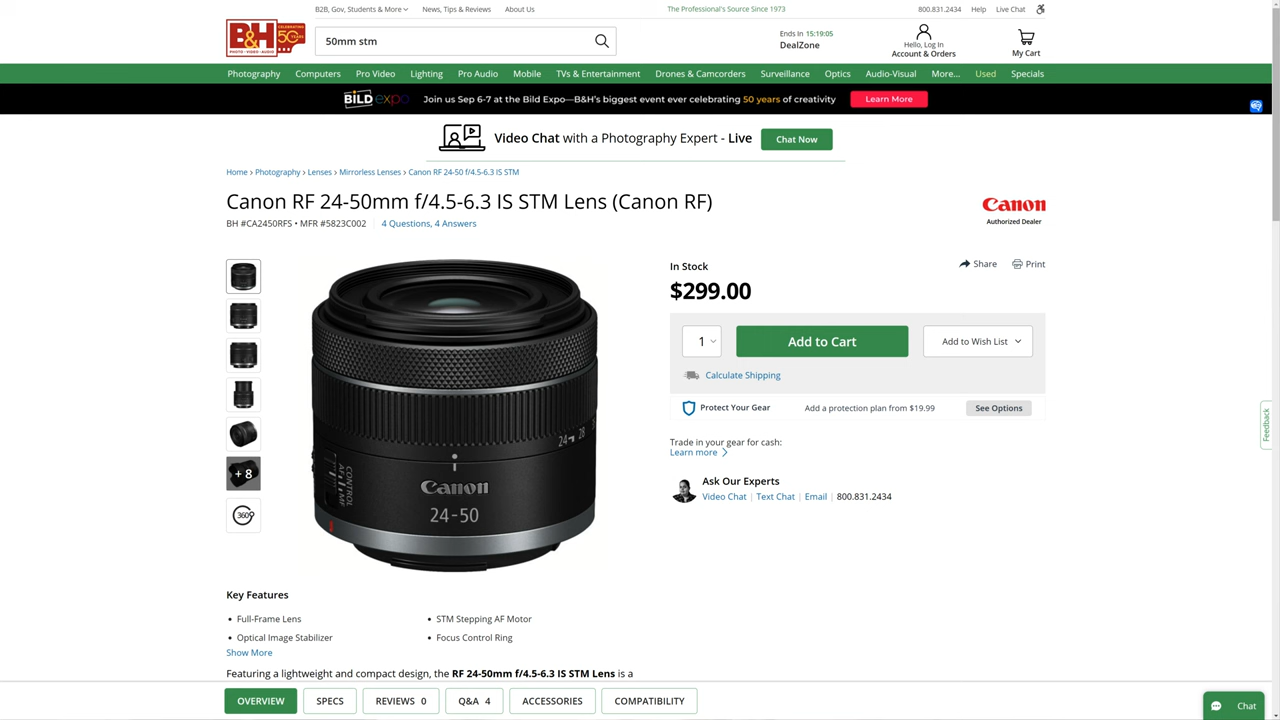 B2B, Gov, Students & More
News, Tips & Reviews
About Us
The Professional's Source Since 1973
800.831.2434
Help
Live Chat
B&H
CELEBRATING
50
YEARS
PHOTO • VIDEO • AUDIO
50mm stm
Ends In 15:19:05
DealZone
Hello, Log In
Account & Orders
My Cart
Photography
Computers
Pro Video
Lighting
Pro Audio
Mobile
TVs & Entertainment
Drones & Camcorders
Surveillance
Optics
Audio-Visual
More...
Used
Specials
BILD expo
Join us Sep 6-7 at the Bild Expo—B&H's biggest event ever celebrating 50 years of creativity
Learn More
Video Chat with a Photography Expert - Live
Chat Now
Home › Photography › Lenses › Mirrorless Lenses › Canon RF 24-50 f/4.5-6.3 IS STM
Canon RF 24-50mm f/4.5-6.3 IS STM Lens (Canon RF)
BH #CA2450RFS • MFR #5823C002
4 Questions, 4 Answers
Canon
Authorized Dealer
In Stock
Share
Print
$299.00
1
Add to Cart
Add to Wish List
Calculate Shipping
Protect Your Gear
Add a protection plan from $19.99
See Options
Trade in your gear for cash:
Learn more
Ask Our Experts
Video Chat | Text Chat | Email | 800.831.2434
24 28
CONTROL
AF
MF
Canon
24-50
+ 8
360
Feedback
Key Features
• Full-Frame Lens
• STM Stepping AF Motor
• Optical Image Stabilizer
• Focus Control Ring
Show More
Featuring a lightweight and compact design, the RF 24-50mm f/4.5-6.3 IS STM Lens is a
OVERVIEW
SPECS
REVIEWS 0
Q&A 4
ACCESSORIES
COMPATIBILITY
Chat